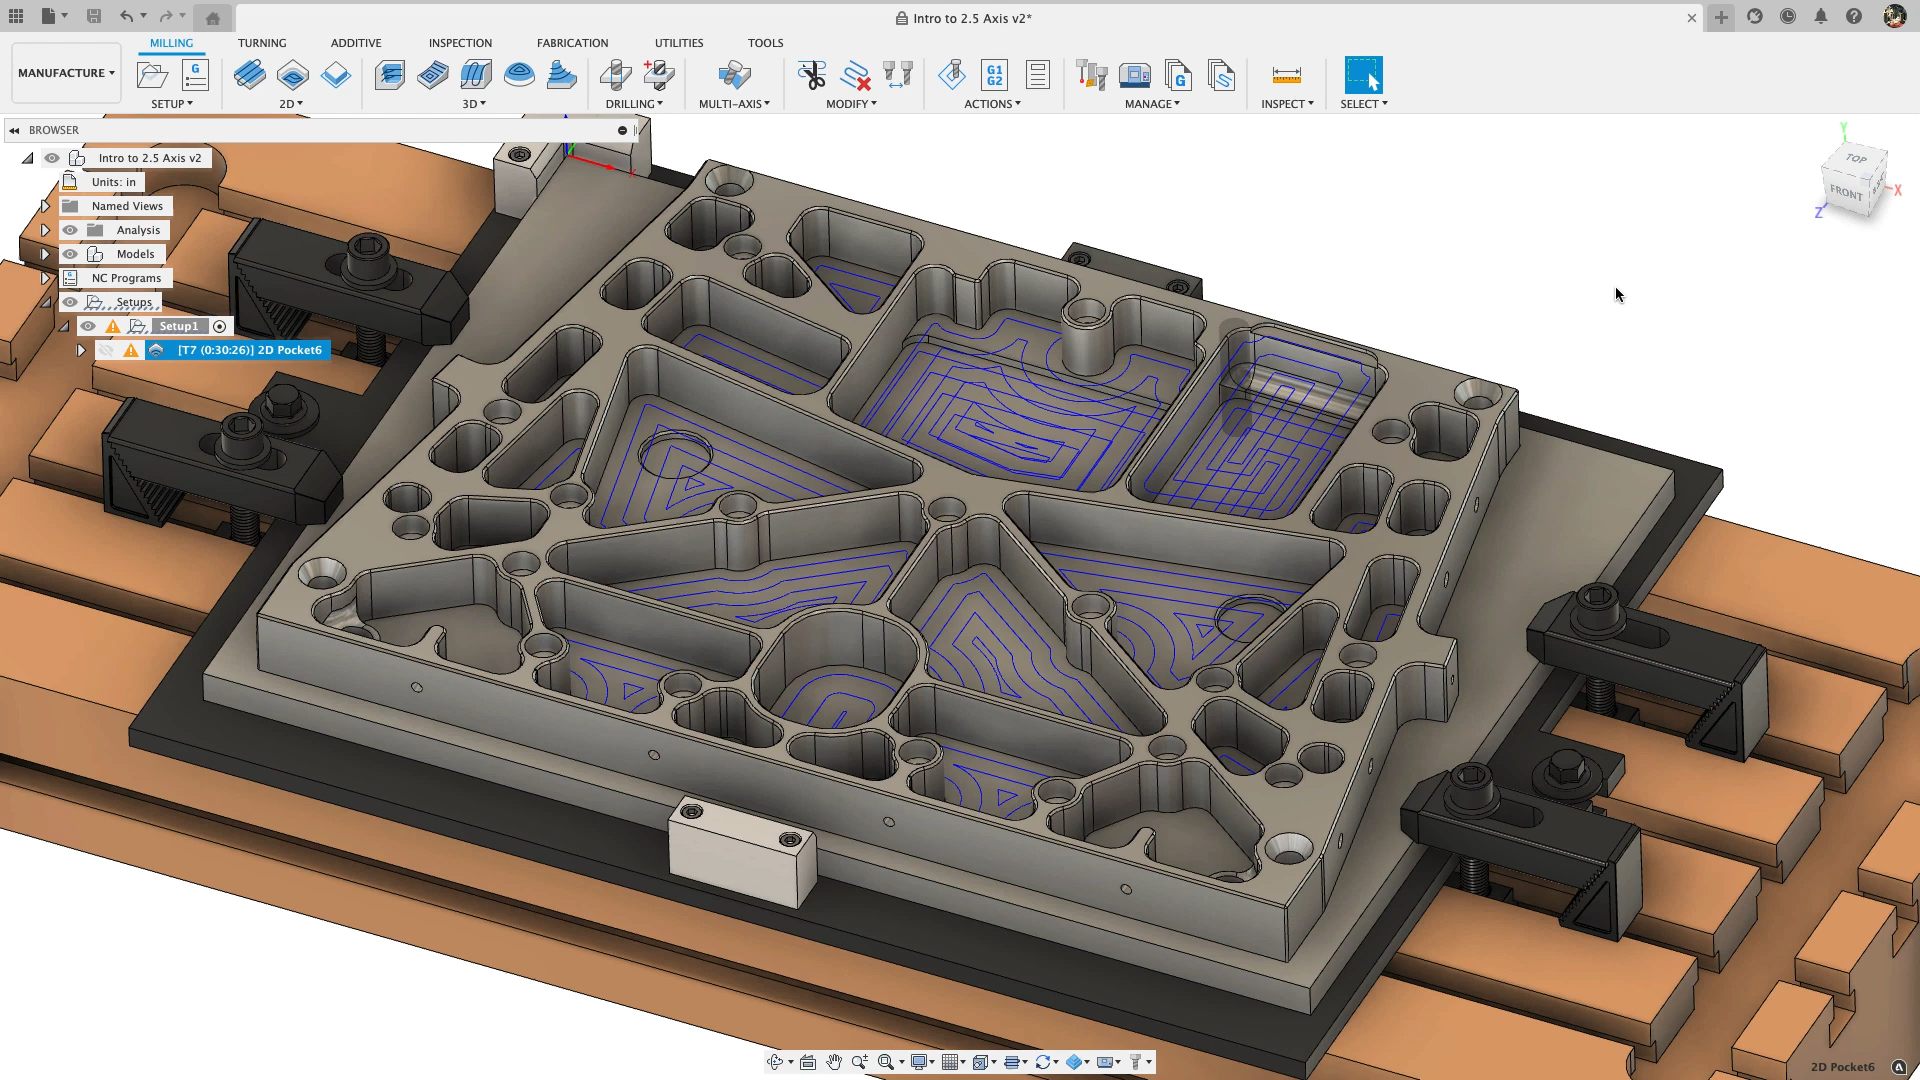 Intro to 2.5 Axis v2*
MILLING TURNING ADDITIVE INSPECTION FABRICATION UTILITIES TOOLS
MANUFACTURE
G
G1
G2
G
SETUP 2D 3D DRILLING MULTI-AXIS MODIFY ACTIONS MANAGE INSPECT SELECT
BROWSER
Intro to 2.5 Axis v2
Units: in
Named Views
Analysis
Models
NC Programs
Setups
Setup1
[T7 (0:30:26)] 2D Pocket6
Y
TOP
FRONT
X
Z
2D Pocket6